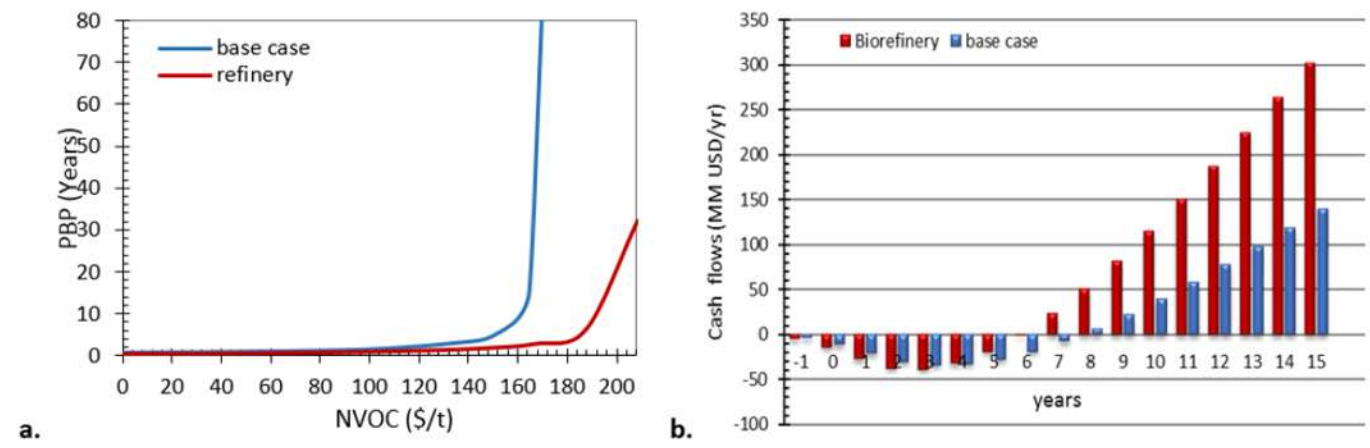 80
base case
70
refinery
60
50
40
30
20
10
0
PBP (Years)
0 20 40 60 80 100 120 140 160 180 200
NVOC ($/t)
a.
350
Biorefinery base case
300
250
200
150
100
50
0
-50
-100
Cash flows (MM USD/yr)
-1 0 1 2 3 4 5 6 7 8 9 10 11 12 13 14 15
years
b.